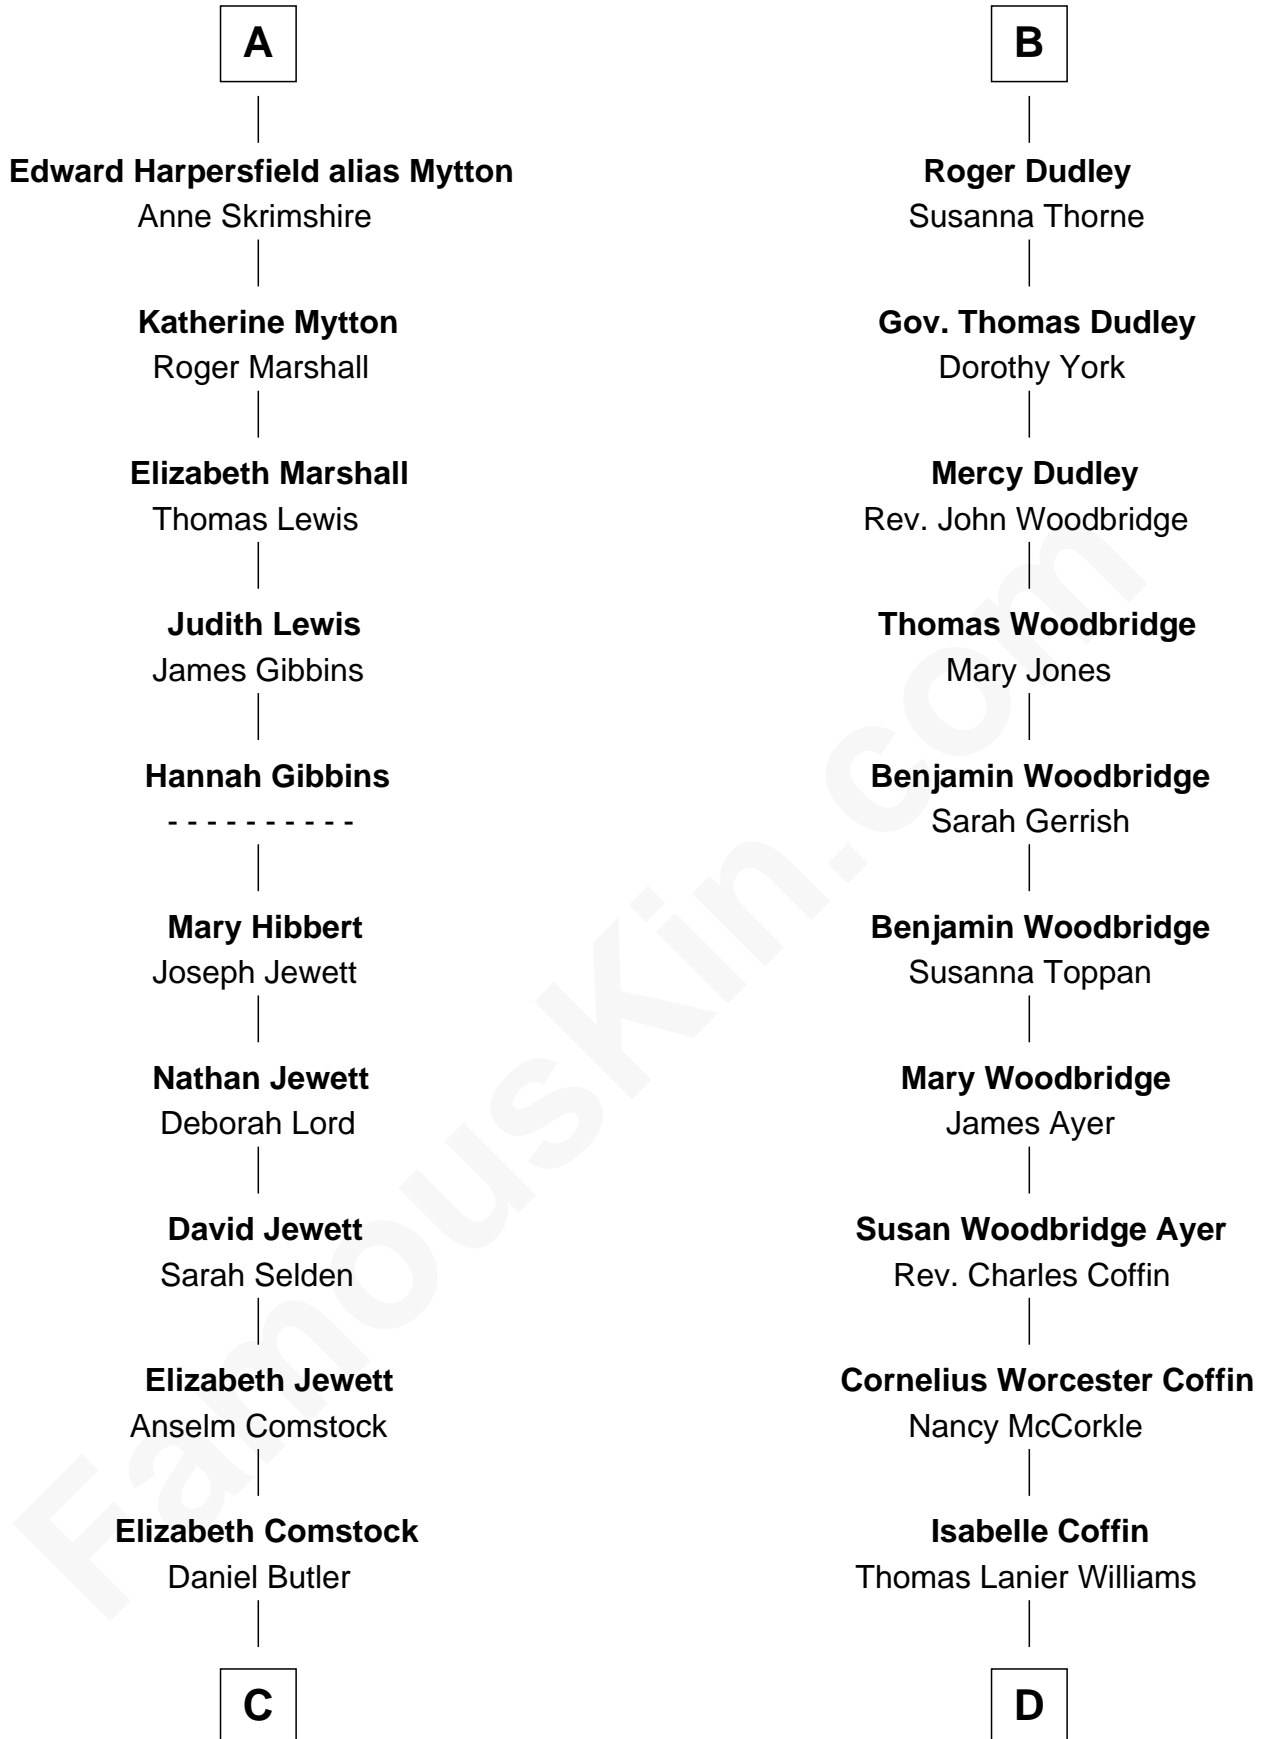 A
Edward Harpersfield alias Mytton
Anne Skrimshire
Katherine Mytton
Roger Marshall
Elizabeth Marshall
Thomas Lewis
Judith Lewis
James Gibbins
Hannah Gibbins
- - - - - - - - - -
Mary Hibbert
Joseph Jewett
Nathan Jewett
Deborah Lord
David Jewett
Sarah Selden
Elizabeth Jewett
Anselm Comstock
Elizabeth Comstock
Daniel Butler
C
B
Roger Dudley
Susanna Thorne
Gov. Thomas Dudley
Dorothy York
Mercy Dudley
Rev. John Woodbridge
Thomas Woodbridge
Mary Jones
Benjamin Woodbridge
Sarah Gerrish
Benjamin Woodbridge
Susanna Toppan
Mary Woodbridge
James Ayer
Susan Woodbridge Ayer
Rev. Charles Coffin
Cornelius Worcester Coffin
Nancy McCorkle
Isabelle Coffin
Thomas Lanier Williams
D
FamousKin.com